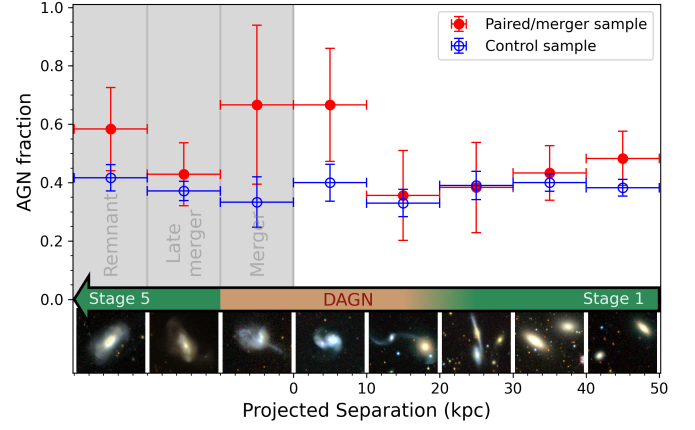 1.0
Paired/merger sample
Control sample
0.8
0.6
0.4
0.2
0.0
AGN fraction
Remnant
Late
merger
Merger
Stage 5
DAGN
Stage 1
0
10
20
30
40
50
Projected Separation (kpc)